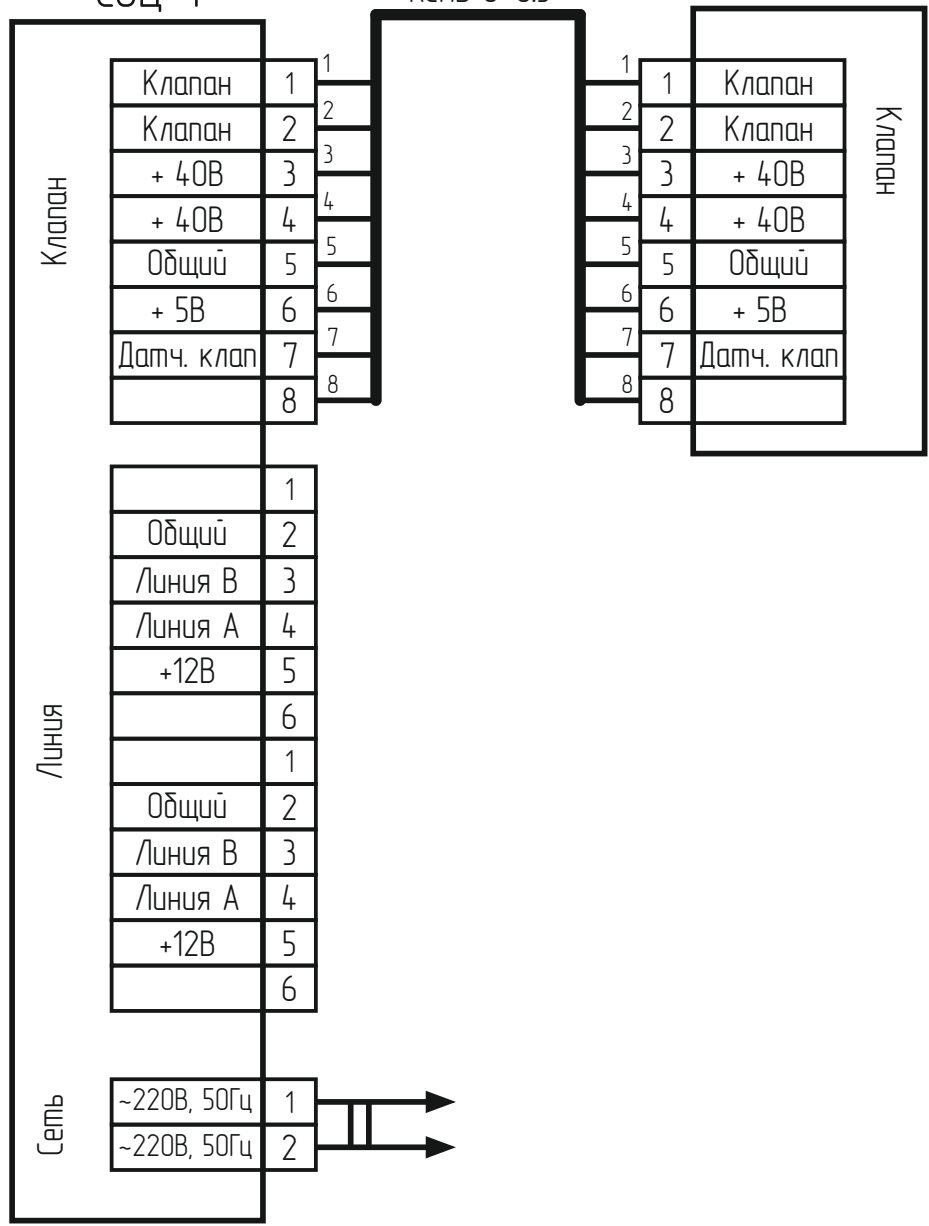 Клапан
Клапан 1 1
Клапан 2 2
+ 40В 3 3
+ 40В 4 4
Общий 5 5
+ 5В 6 6
Датч. клап 7 7
8 8
1 1 Клапан
2 2 Клапан
3 3 + 40В
4 4 + 40В
5 5 Общий
6 6 + 5В
7 7 Датч. клап
8 8
Клапан
Линия
1
Общий 2
Линия В 3
Линия А 4
+12В 5
6
1
Общий 2
Линия В 3
Линия А 4
+12В 5
6
Сеть
~220В, 50Гц 1
~220В, 50Гц 2